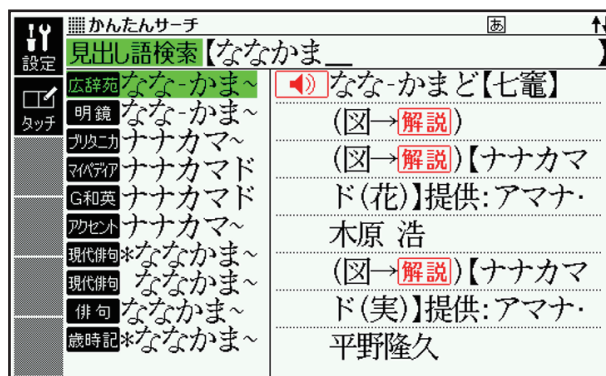 かんたんサーチ あ
設定
見出し語検索【ななかま__ 】
タッチ
広辞苑 なな-かま~
明鏡 なな-かま~
ブリタニカ ナナカマ~
マイペディア ナナカマド
G和英 ナナカマド
アクセント ナナカマ~
現代俳句 *ななかま~
現代俳句 ななかま~
俳句 ななかま~
歳時記 *ななかま~
なな-かまど【七竈】
(図→解説)
(図→解説)【ナナカマ
ド(花)】提供:アマナ・
木原 浩
(図→解説)【ナナカマ
ド(実)】提供:アマナ・
平野隆久